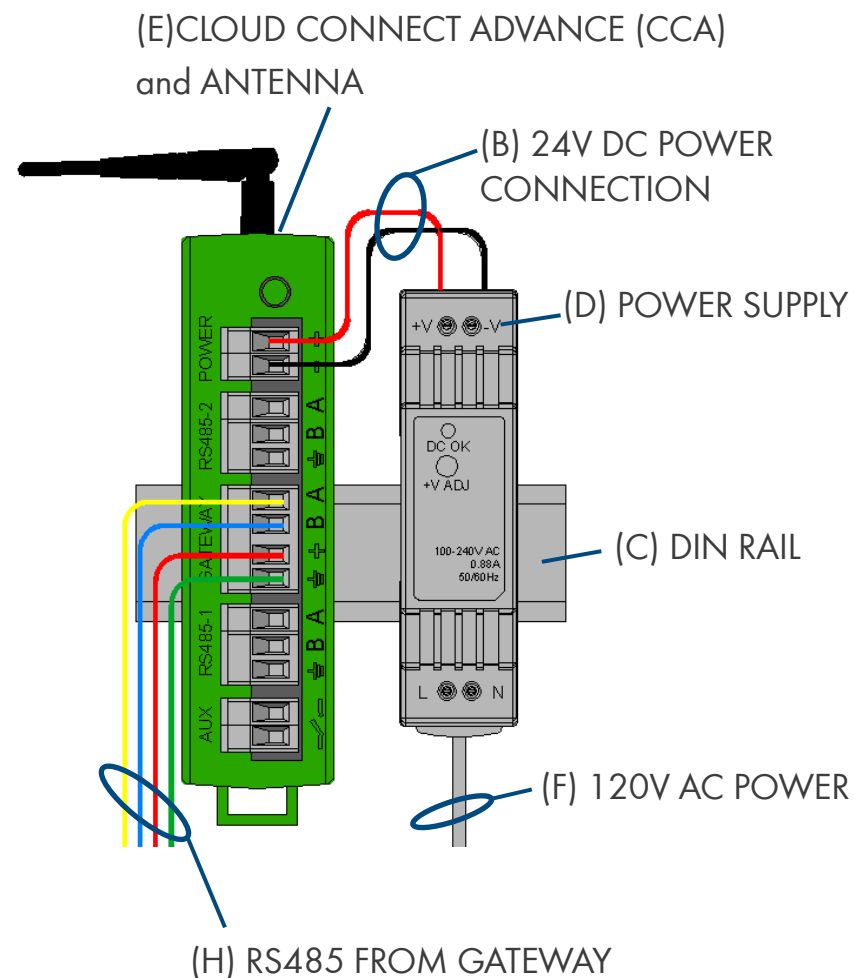 (E)CLOUD CONNECT ADVANCE (CCA)
and ANTENNA
(B) 24V DC POWER
CONNECTION
(D) POWER SUPPLY
+V
-V
POWER
+
-
RS485-2
A
B
DC OK
+V ADJ
GATEWAY
A
B
+
100-240V AC
0.88A
50/60Hz
(C) DIN RAIL
RS485-1
A
B
L
N
AUX
(F) 120V AC POWER
(H) RS485 FROM GATEWAY